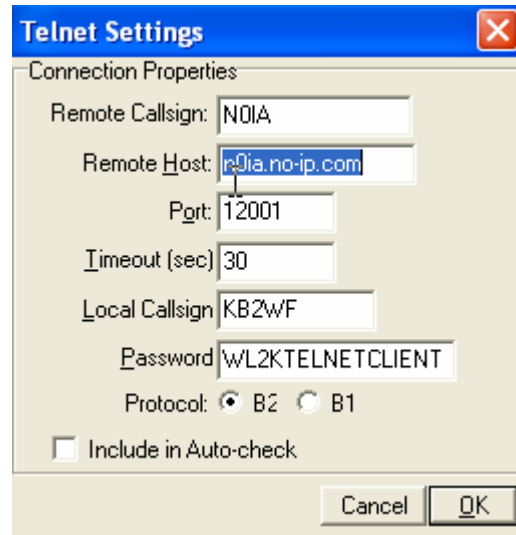 Telnet Settings
Connection Properties
Remote Callsign: N0IA
Remote Host: n0ia.no-ip.com
Port: 12001
Timeout (sec) 30
Local Callsign KB2WF
Password WL2KTELNETCLIENT
Protocol: B2 B1
Include in Auto-check
Cancel OK